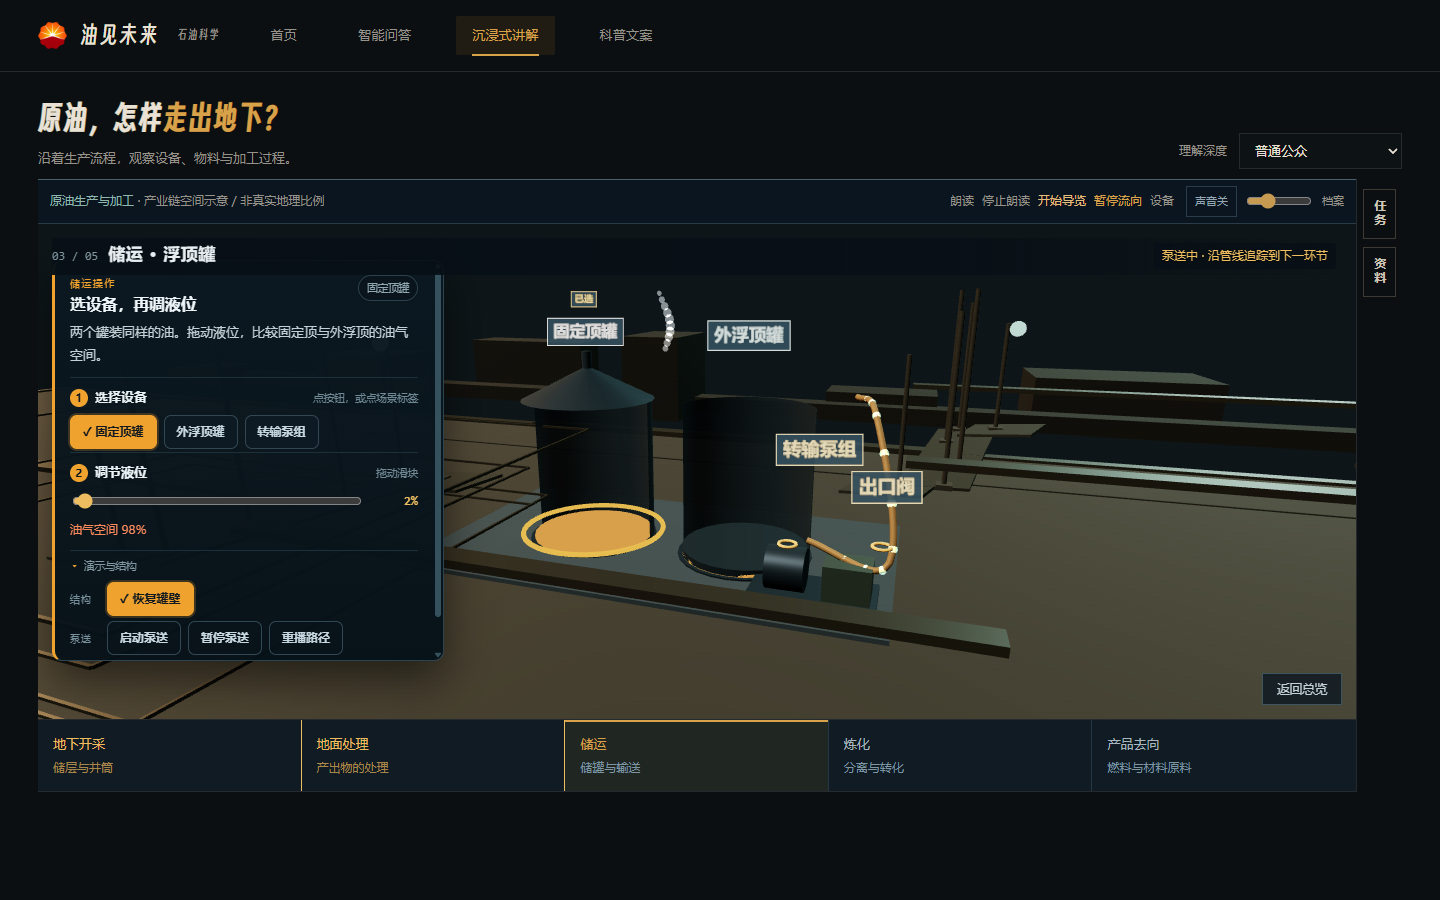 油见未来 石油科学 首页 智能问答 沉浸式讲解 科普文案
原油，怎样走出地下？
沿着生产流程，观察设备、物料与加工过程。
理解深度 普通公众
原油生产与加工 · 产业链空间示意 / 非真实地理比例
朗读 停止朗读 开始导览 暂停流向 设备 声音关 档案
任务
资料
03 / 05 储运 • 浮顶罐
泵送中 · 沿管线追踪到下一环节
储运操作
固定顶罐
选设备，再调液位
两个罐装同样的油。拖动液位，比较固定顶与外浮顶的油气
空间。
1 选择设备 点按钮，或点场景标签
✓ 固定顶罐 外浮顶罐 转输泵组
2 调节液位 拖动滑块
2%
油气空间 98%
演示与结构
结构 ✓ 恢复罐壁
泵送 启动泵送 暂停泵送 重播路径
已选
固定顶罐
外浮顶罐
转输泵组
出口阀
返回总览
地下开采
储层与井筒
地面处理
产出物的处理
储运
储罐与输送
炼化
分离与转化
产品去向
燃料与材料原料